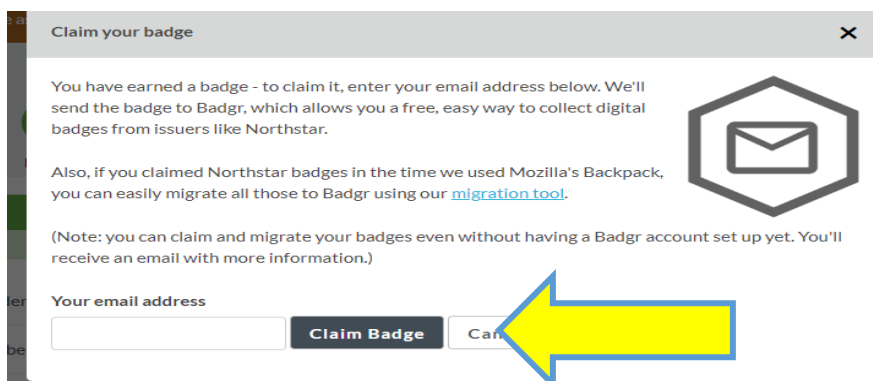 Claim your badge
You have earned a badge - to claim it, enter your email address below. We'll
send the badge to Badgr, which allows you a free, easy way to collect digital
badges from issuers like Northstar.
Also, if you claimed Northstar badges in the time we used Mozilla's Backpack,
you can easily migrate all those to Badgr using our migration tool.
(Note: you can claim and migrate your badges even without having a Badgr account set up yet. You'll
receive an email with more information.)
Your email address
Claim Badge